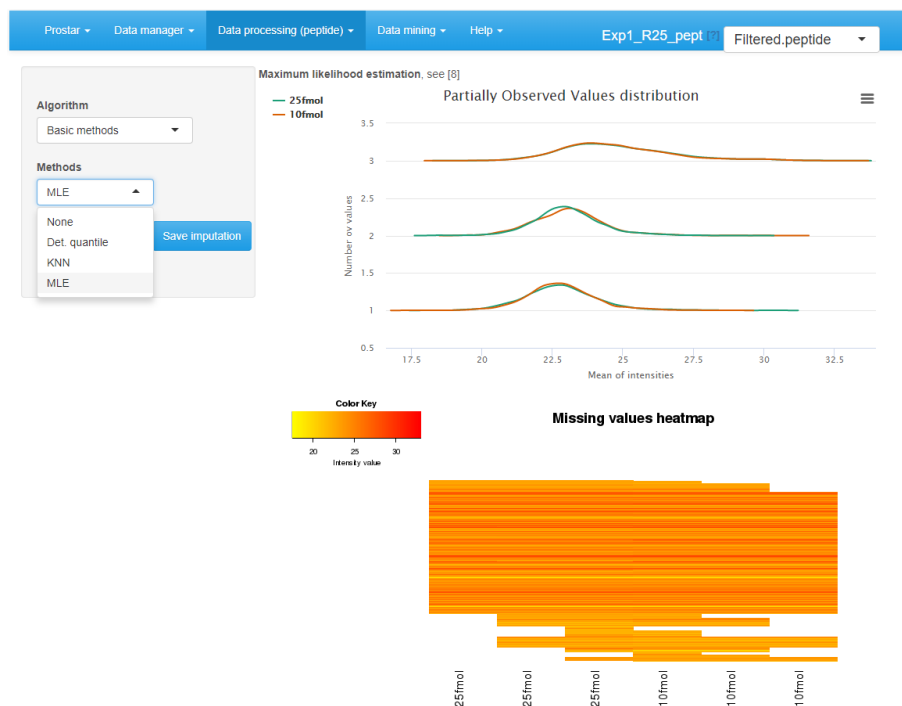 Prostar
Data manager
Data processing (peptide)
Data mining
Help
Exp1_R25_pept [?]
Filtered.peptide
Maximum likelihood estimation, see [8]
Algorithm
Basic methods
Methods
MLE
None
Det. quantile
KNN
MLE
Save imputation
Partially Observed Values distribution
25fmol
10fmol
3.5
3
2.5
2
1.5
1
0.5
Number ov values
17.5 20 22.5 25 27.5 30 32.5
Mean of intensities
Color Key
20 25 30
Intensity value
Missing values heatmap
25fmol
25fmol
25fmol
10fmol
10fmol
10fmol